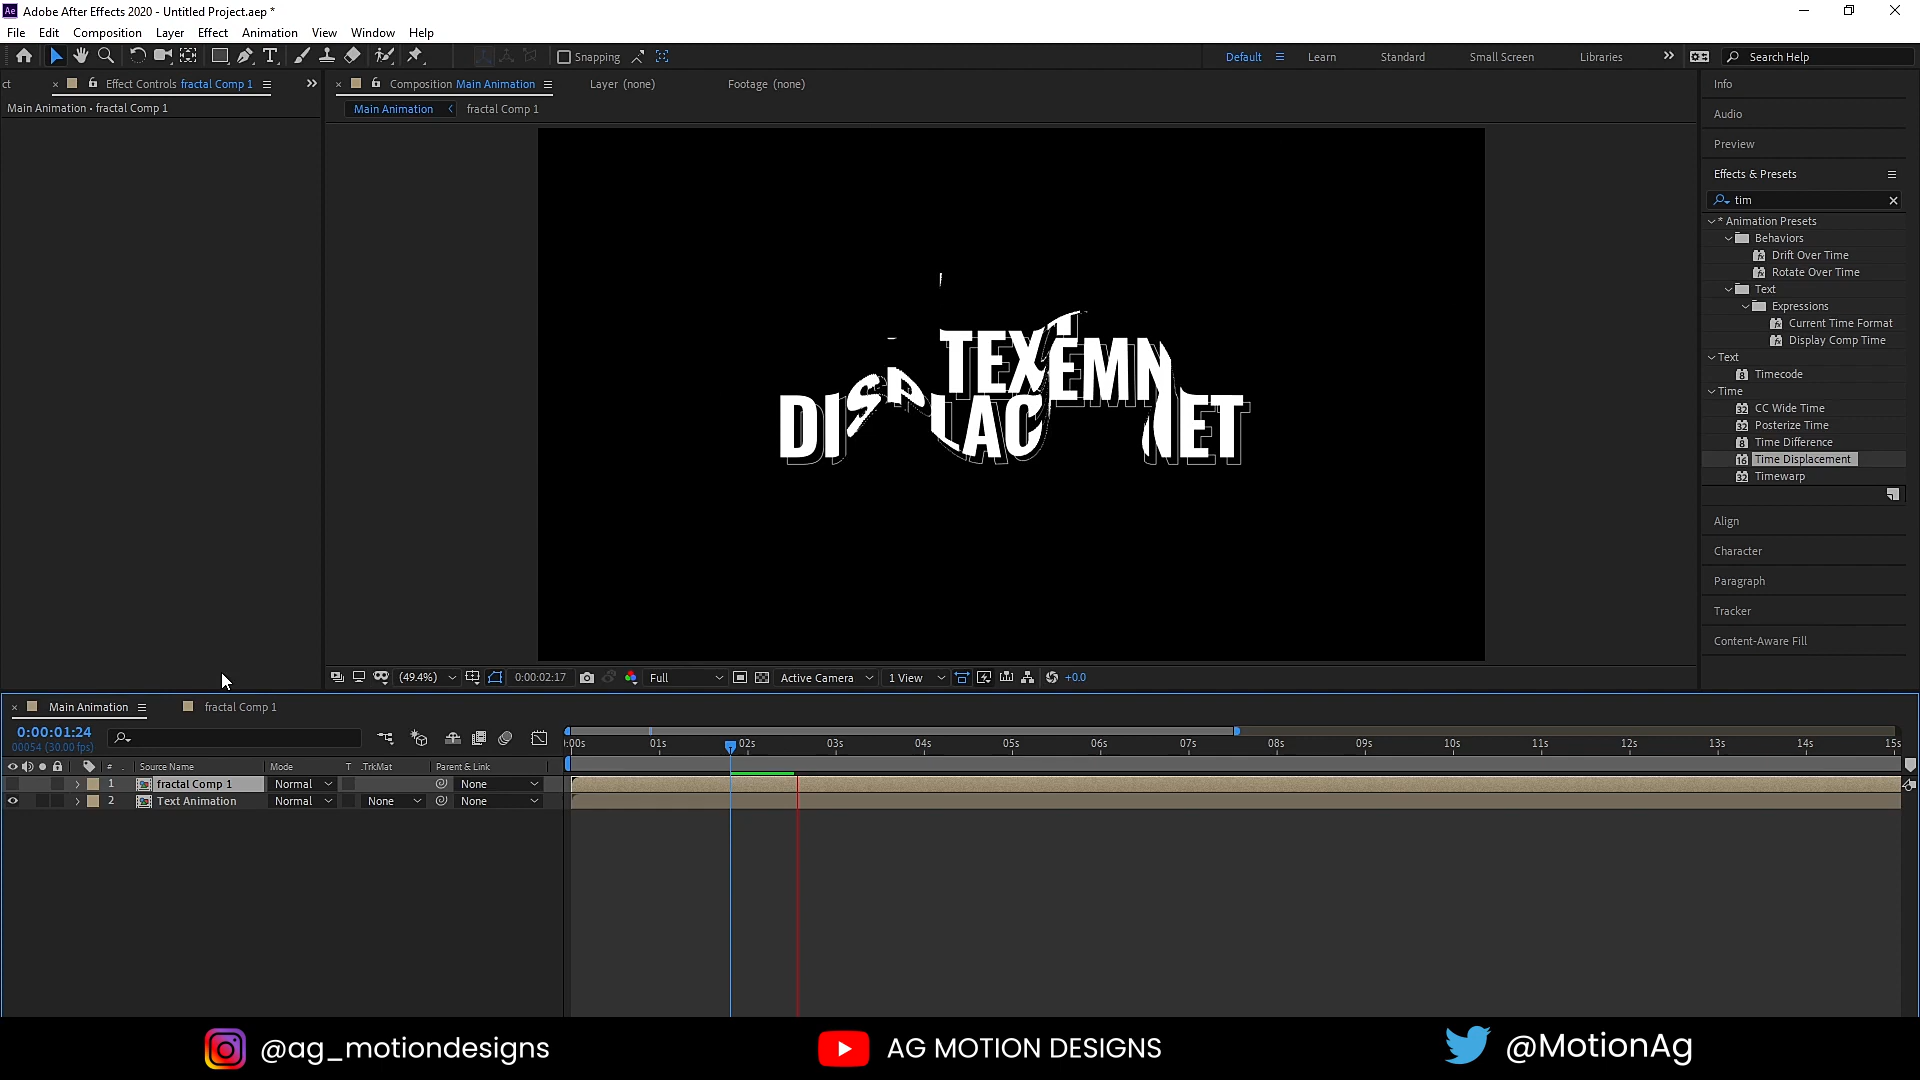 Adobe After Effects 2020 - Untitled Project.aep *
File Edit Composition Layer Effect Animation View Window Help
Snapping Default Learn Standard Small Screen Libraries Search Help
ct Effect Controls fractal Comp 1
Composition Main Animation Layer (none) Footage (none)
Main Animation • fractal Comp 1
Main Animation fractal Comp 1
TEX
T
EMN
DISPLAC
NET
Info
Audio
Preview
Effects & Presets
tim
* Animation Presets
Behaviors
Drift Over Time
Rotate Over Time
Text
Expressions
Current Time Format
Display Comp Time
Text
Timecode
Time
CC Wide Time
Posterize Time
Time Difference
Time Displacement
Timewarp
Align
Character
Paragraph
Tracker
Content-Aware Fill
(49.4%) 0:00:02:17 Full Active Camera 1 View +0.0
Main Animation fractal Comp 1
0:00:01:24
00054 (30.00 fps)
:00s 01s 02s 03s 04s 05s 06s 07s 08s 09s 10s 11s 12s 13s 14s 15s
# Source Name Mode T .TrkMat Parent & Link
1 fractal Comp 1 Normal None
2 Text Animation Normal None None
@ag_motiondesigns AG MOTION DESIGNS @MotionAg